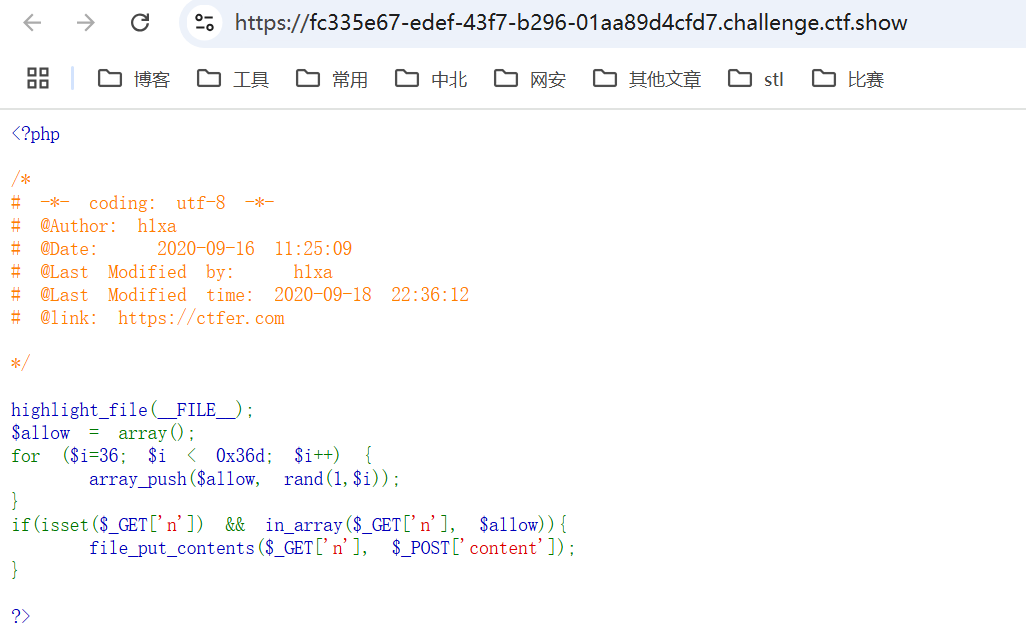 https://fc335e67-edef-43f7-b296-01aa89d4cfd7.challenge.ctf.show
博客 工具 常用 中北 网安 其他文章 stl 比赛
<?php
/*
# -*- coding: utf-8 -*-
# @Author: h1xa
# @Date: 2020-09-16 11:25:09
# @Last Modified by: h1xa
# @Last Modified time: 2020-09-18 22:36:12
# @link: https://ctfer.com
*/
highlight_file(__FILE__);
$allow = array();
for ($i=36; $i < 0x36d; $i++) {
array_push($allow, rand(1,$i));
}
if(isset($_GET['n']) && in_array($_GET['n'], $allow)){
file_put_contents($_GET['n'], $_POST['content']);
}
?>